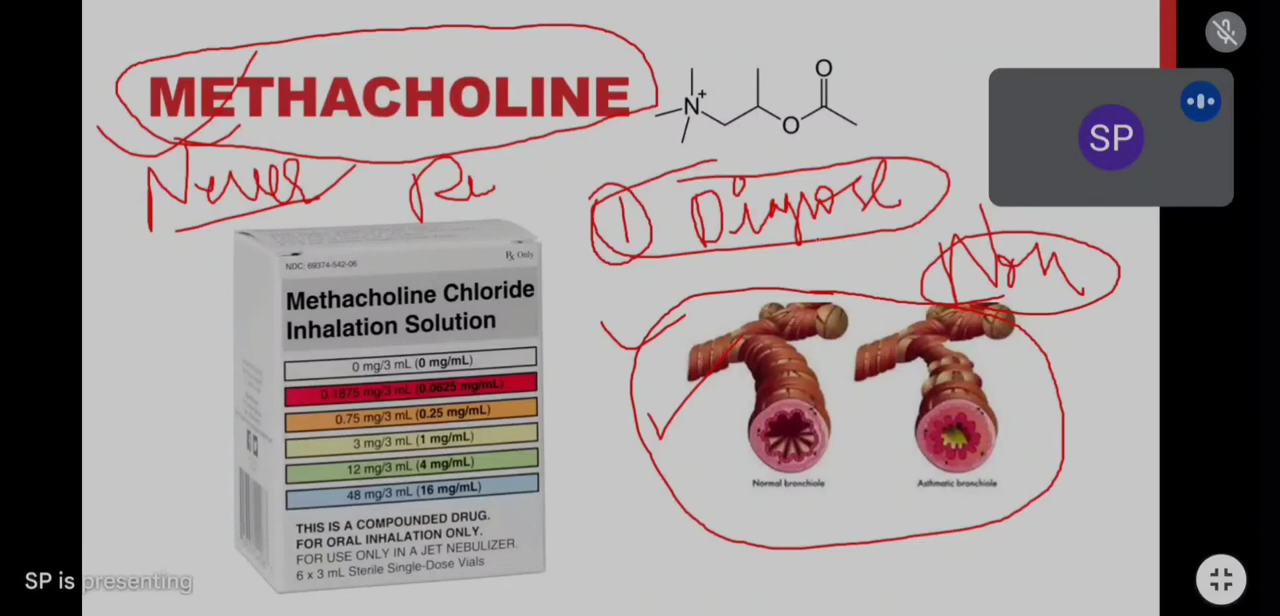 METHACHOLINE
N+
O
O
SP
① Diagnose
NDC: 69374-542-06
Rx Only
Methacholine Chloride
Inhalation Solution
0 mg/3 mL (0 mg/mL)
0.1875 mg/3 mL (0.0625 mg/mL)
0.75 mg/3 mL (0.25 mg/mL)
3 mg/3 mL (1 mg/mL)
12 mg/3 mL (4 mg/mL)
48 mg/3 mL (16 mg/mL)
THIS IS A COMPOUNDED DRUG.
FOR ORAL INHALATION ONLY.
FOR USE ONLY IN A JET NEBULIZER.
6 x 3 mL Sterile Single-Dose Vials
Normal bronchiole
Asthmatic bronchiole
SP is presenting